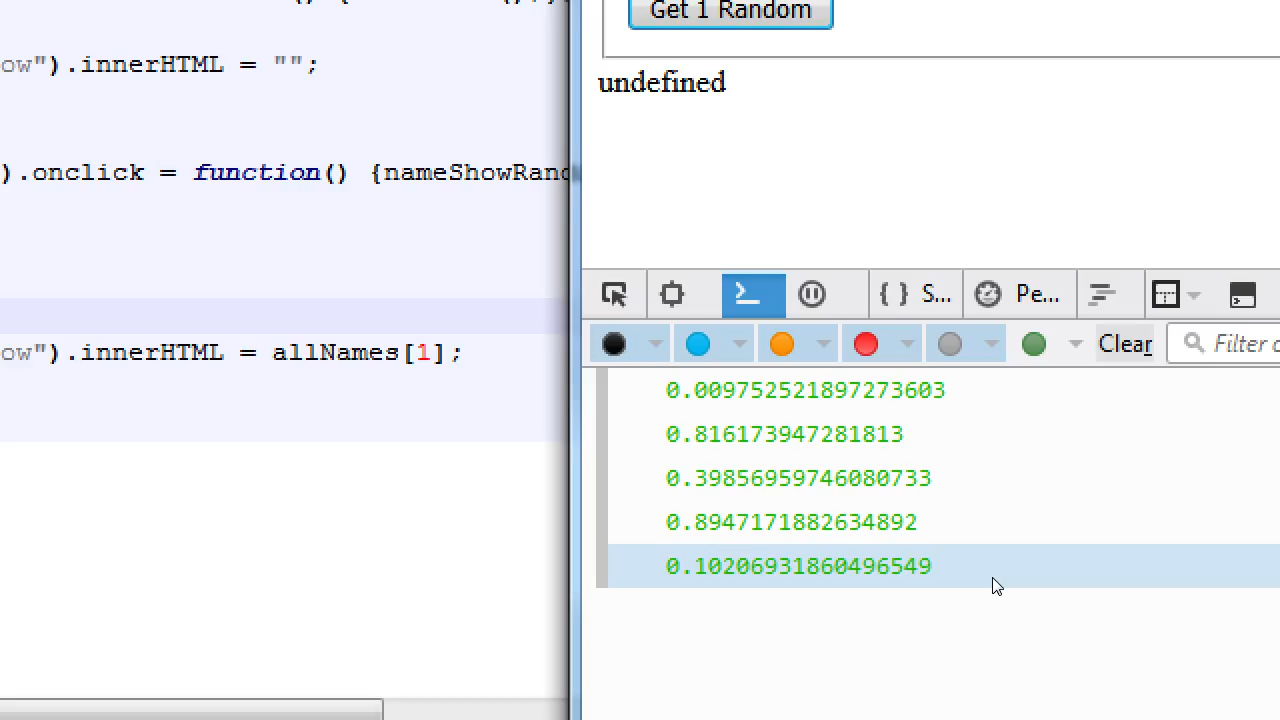 ow").innerHTML = "";
).onclick = function() {nameShowRand
ow").innerHTML = allNames[1];
Get 1 Random
undefined
{ } S... Pe...
Clear Filter
0.009752521897273603
0.816173947281813
0.39856959746080733
0.8947171882634892
0.10206931860496549